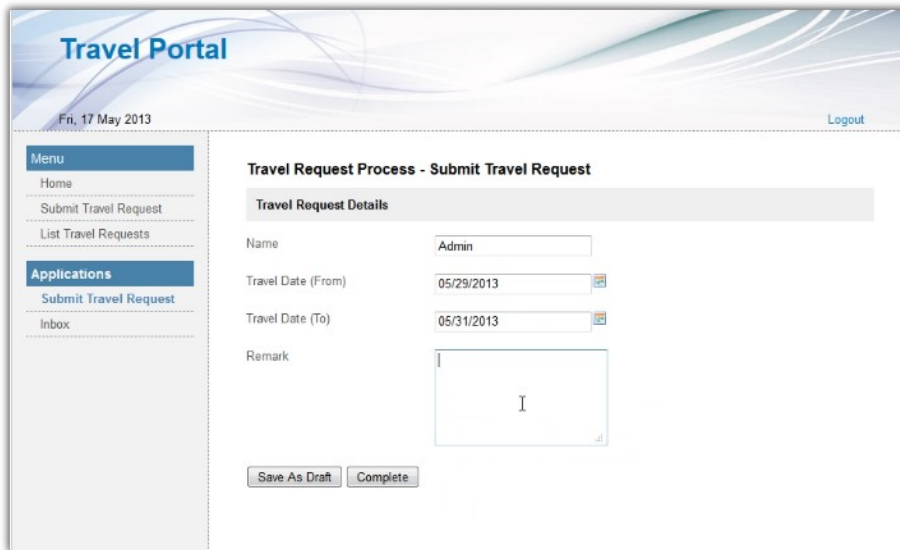 Travel Portal
Fri, 17 May 2013
Logout
Menu
Home
Submit Travel Request
List Travel Requests
Applications
Submit Travel Request
Inbox
Travel Request Process - Submit Travel Request
Travel Request Details
Name
Admin
Travel Date (From)
05/29/2013
Travel Date (To)
05/31/2013
Remark
Save As Draft
Complete